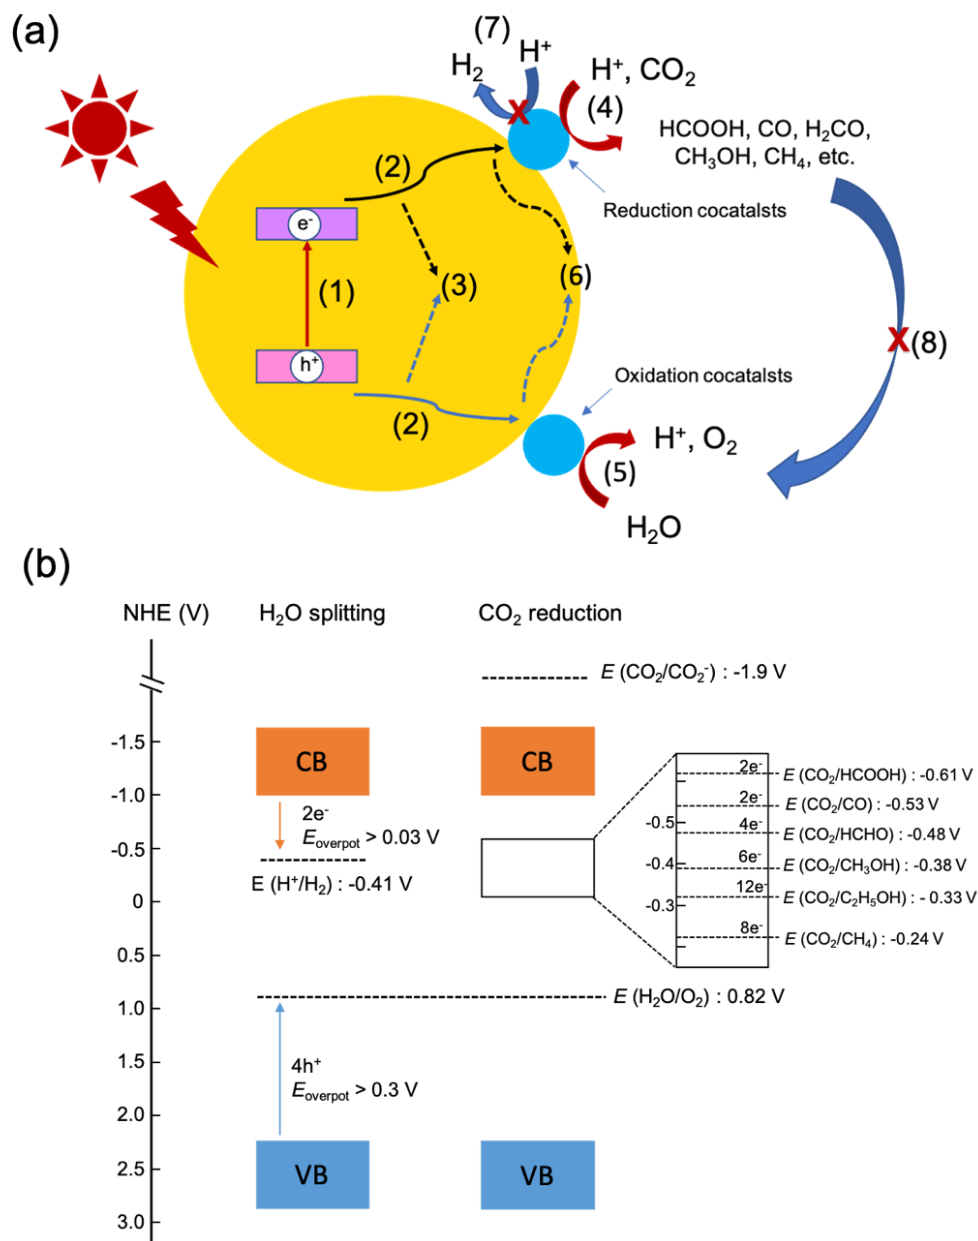 (a)
(7)
H₂
H⁺
H⁺, CO₂
(4)
HCOOH, CO, H₂CO,
CH₃OH, CH₄, etc.
(2)
Reduction cocatalsts
e⁻
(1)
(3)
(6)
X
X
(8)
h⁺
Oxidation cocatalsts
(2)
H⁺, O₂
(5)
H₂O
(b)
NHE (V)
H₂O splitting
CO₂ reduction
E (CO₂/CO₂⁻) : -1.9 V
-1.5
CB
CB
-1.0
2e⁻
E_overpot > 0.03 V
-0.5
E (H⁺/H₂) : -0.41 V
0
2e⁻
E (CO₂/HCOOH) : -0.61 V
2e⁻
E (CO₂/CO) : -0.53 V
-0.5
4e⁻
E (CO₂/HCHO) : -0.48 V
-0.4
6e⁻
E (CO₂/CH₃OH) : -0.38 V
12e⁻
E (CO₂/C₂H₅OH) : - 0.33 V
-0.3
8e⁻
E (CO₂/CH₄) : -0.24 V
0.5
E (H₂O/O₂) : 0.82 V
1.0
4h⁺
E_overpot > 0.3 V
1.5
2.0
VB
VB
2.5
3.0